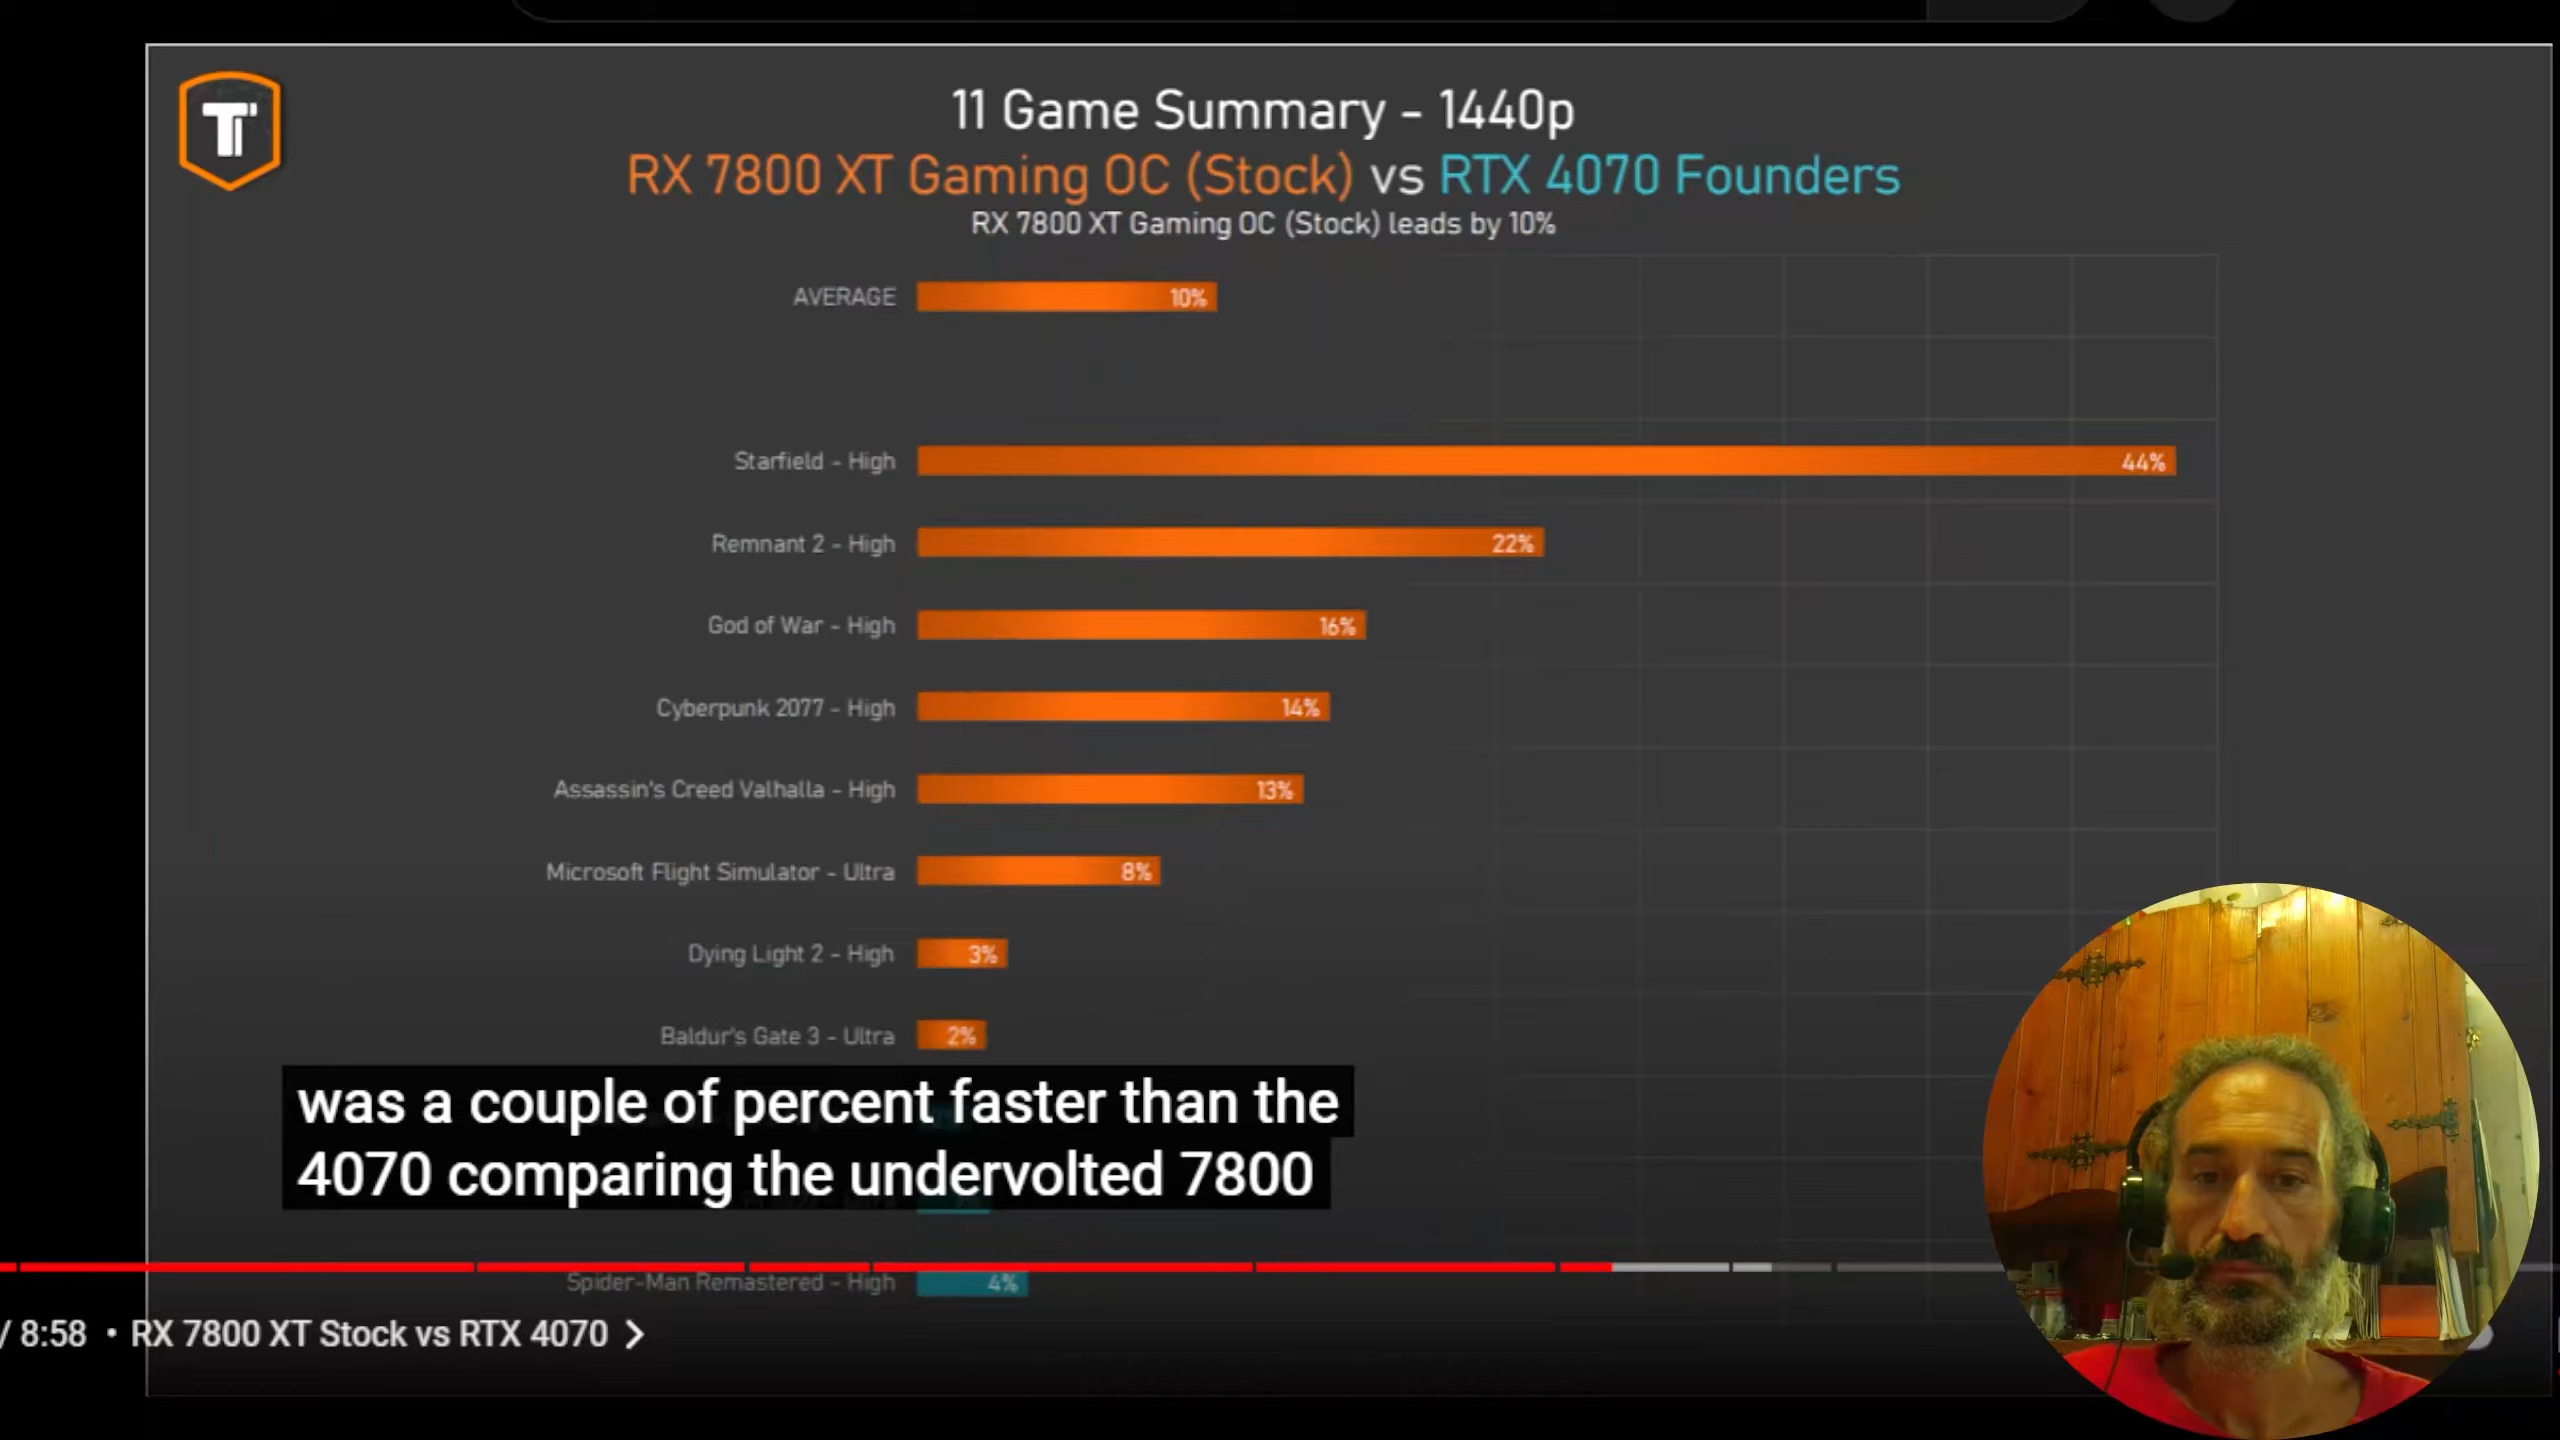 11 Game Summary - 1440p
RX 7800 XT Gaming OC (Stock) vs RTX 4070 Founders
RX 7800 XT Gaming OC (Stock) leads by 10%
AVERAGE 10%
Starfield - High 44%
Remnant 2 - High 22%
God of War - High 16%
Cyberpunk 2077 - High 14%
Assassin's Creed Valhalla - High 13%
Microsoft Flight Simulator - Ultra 8%
Dying Light 2 - High 3%
Baldur's Gate 3 - Ultra 2%
was a couple of percent faster than the
4070 comparing the undervolted 7800
Spider-Man Remastered - High 4%
/ 8:58 • RX 7800 XT Stock vs RTX 4070 >